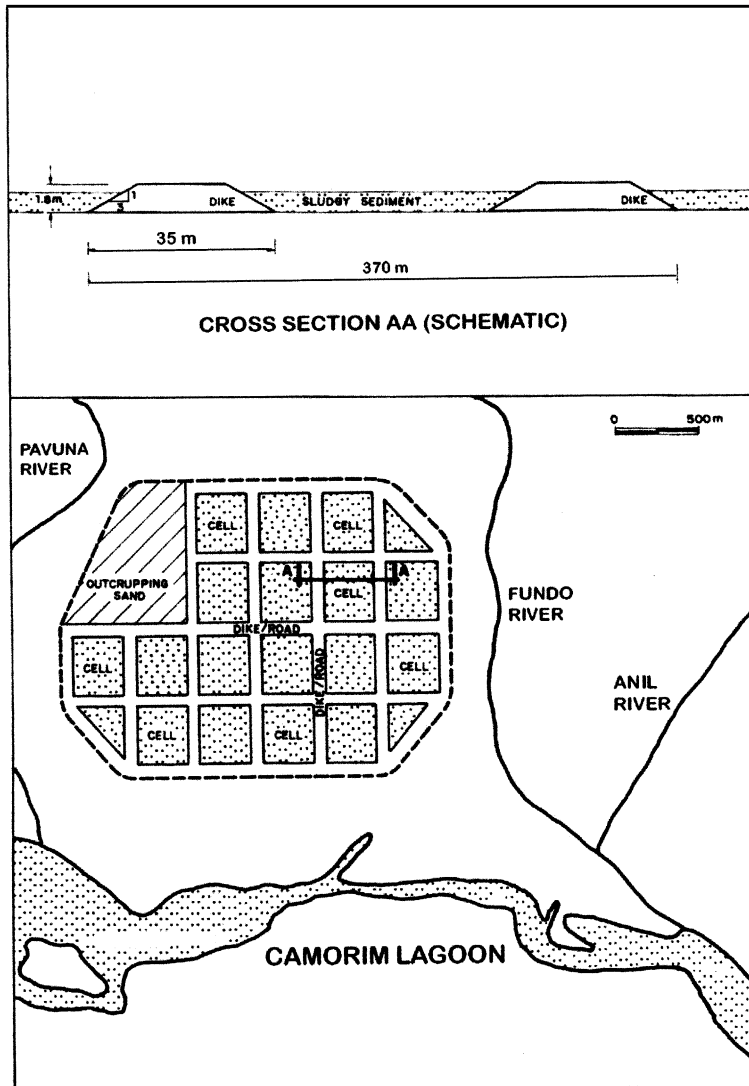 1.8m
1
3
DIKE
SLUDGY SEDIMENT
DIKE
35 m
370 m
CROSS SECTION AA (SCHEMATIC)
0 500m
PAVUNA
RIVER
CELL
CELL
OUTCRUPPING
SAND
A
A
CELL
FUNDO
RIVER
DIKE/ROAD
DIKE/ROAD
CELL
CELL
ANIL
RIVER
CELL
CELL
CAMORIM LAGOON